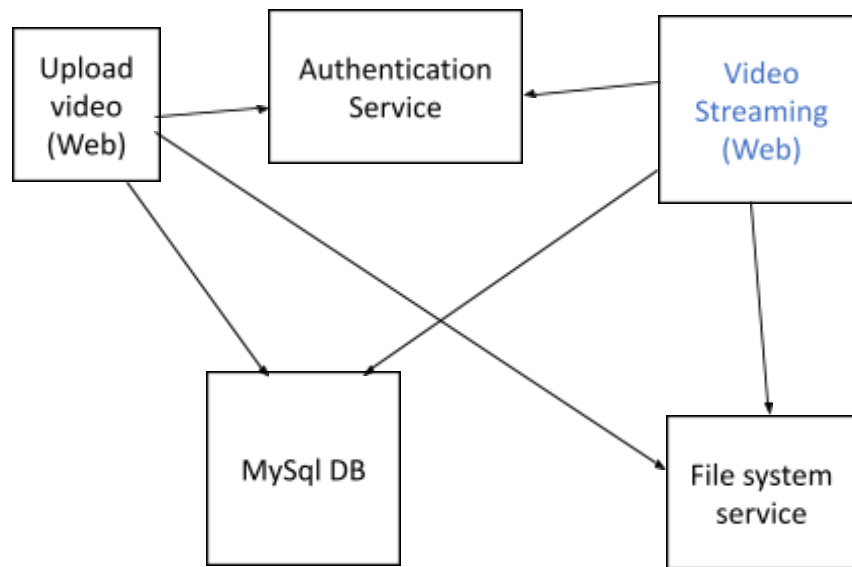 Upload
video
(Web)
Authentication
Service
Video
Streaming
(Web)
MySql DB
File system
service